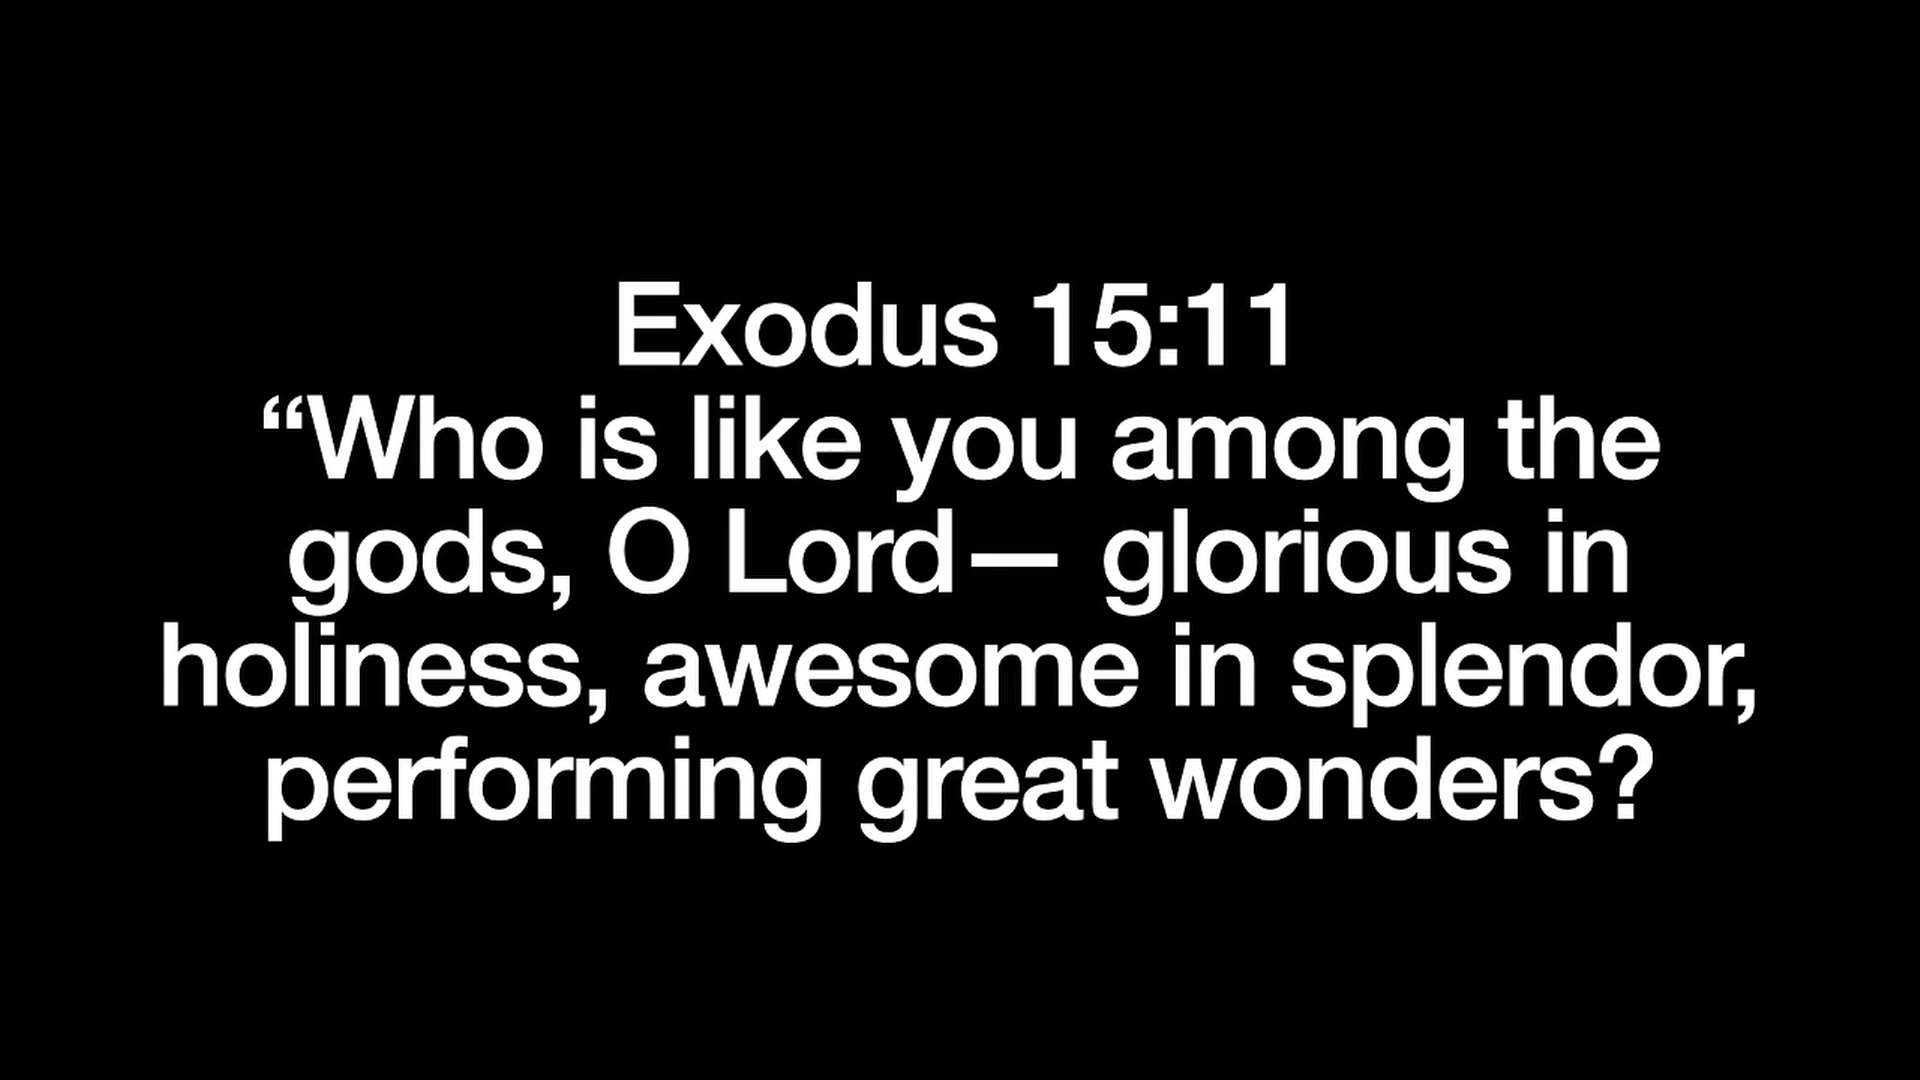 Exodus 15:11
“Who is like you among the
gods, O Lord— glorious in
holiness, awesome in splendor,
performing great wonders?